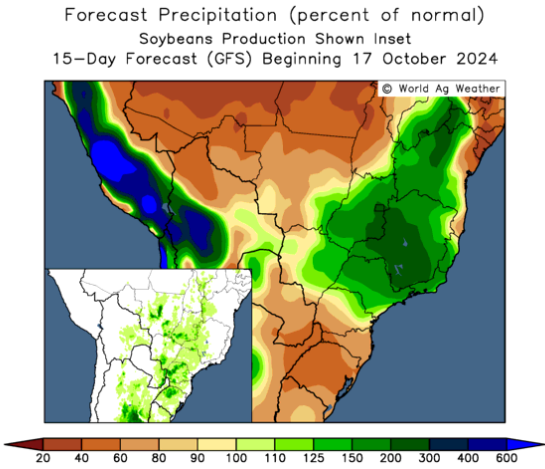 Forecast Precipitation (percent of normal)
Soybeans Production Shown Inset
15-Day Forecast (GFS) Beginning 17 October 2024
© World Ag Weather
20 40 60 80 90 100 110 125 150 200 300 400 600